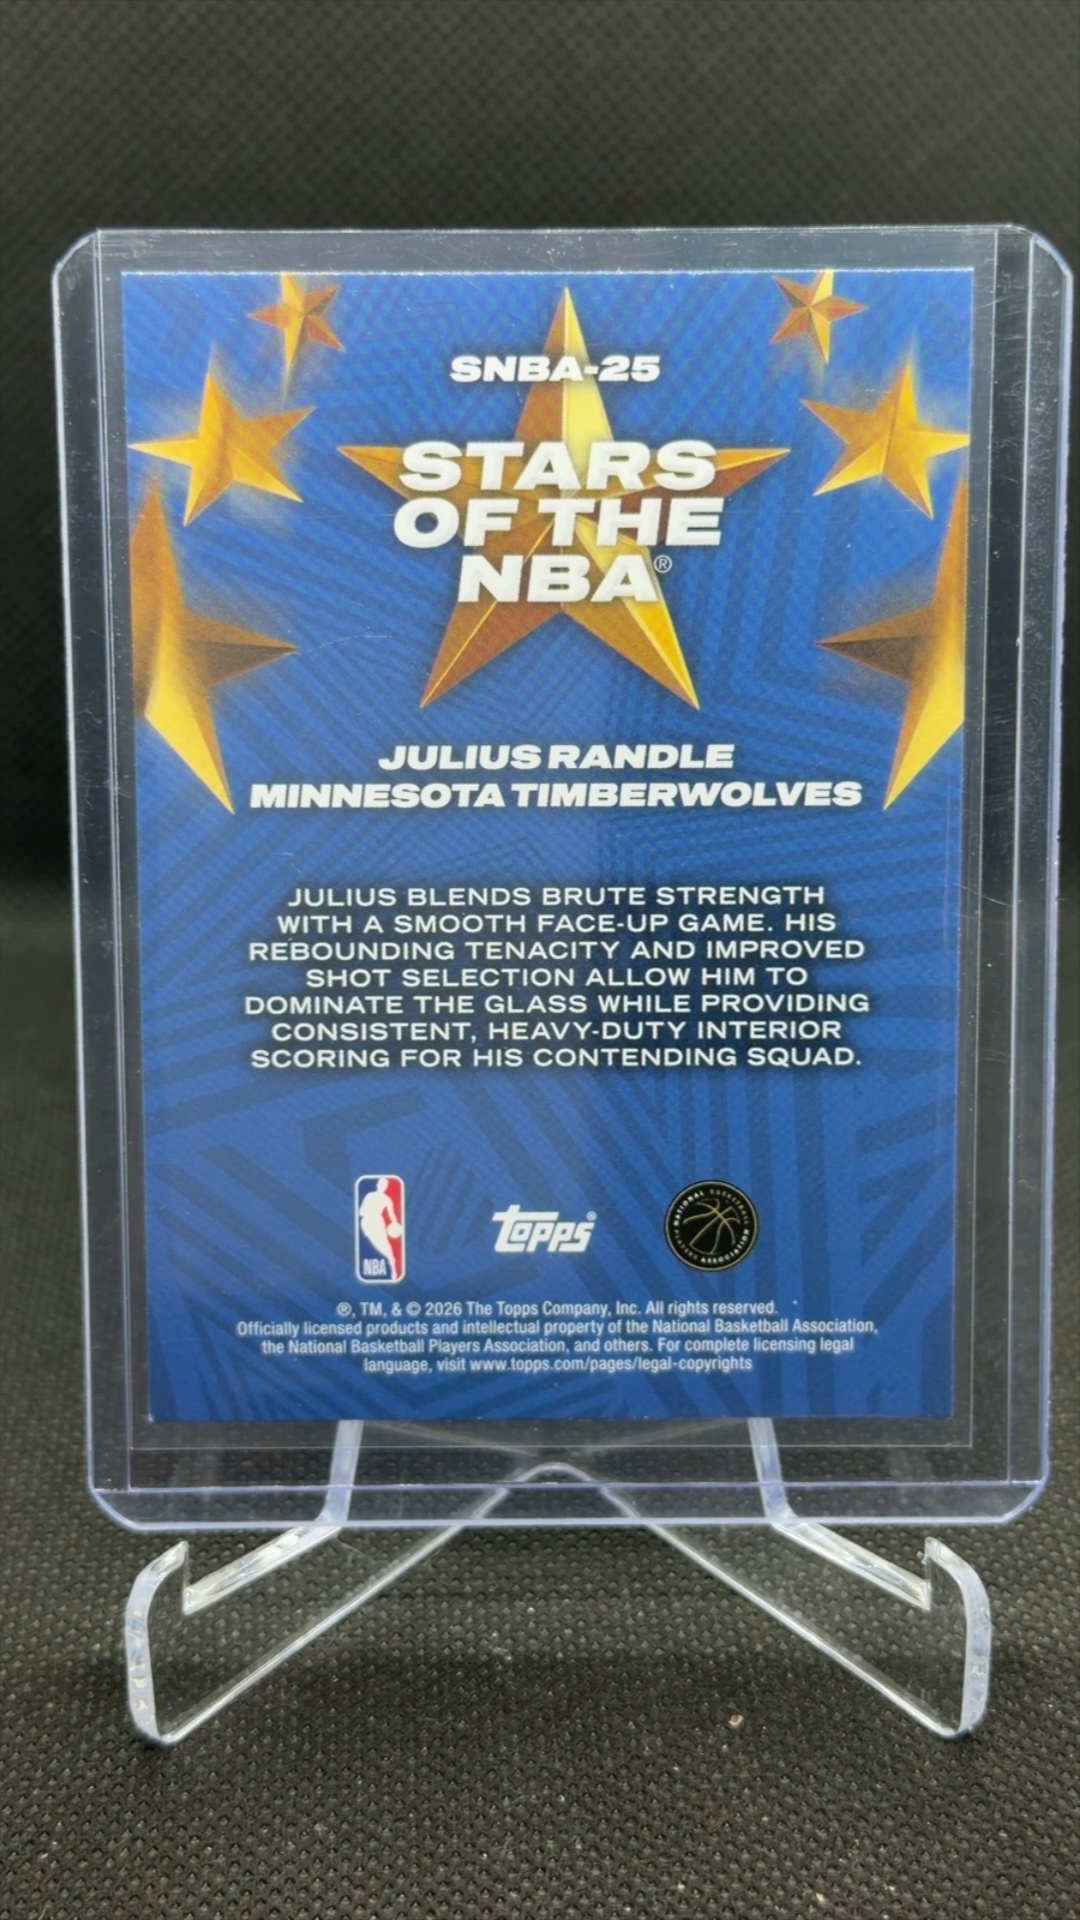 SNBA-25
STARS
OF THE
NBA®
JULIUS RANDLE
MINNESOTA TIMBERWOLVES
JULIUS BLENDS BRUTE STRENGTH
WITH A SMOOTH FACE-UP GAME. HIS
REBOUNDING TENACITY AND IMPROVED
SHOT SELECTION ALLOW HIM TO
DOMINATE THE GLASS WHILE PROVIDING
CONSISTENT, HEAVY-DUTY INTERIOR
SCORING FOR HIS CONTENDING SQUAD.
NBA
Topps®
NATIONAL BASKETBALL PLAYERS ASSOCIATION
®, TM, & © 2026 The Topps Company, Inc. All rights reserved.
Officially licensed products and intellectual property of the National Basketball Association,
the National Basketball Players Association, and others. For complete licensing legal
language, visit www.topps.com/pages/legal-copyrights